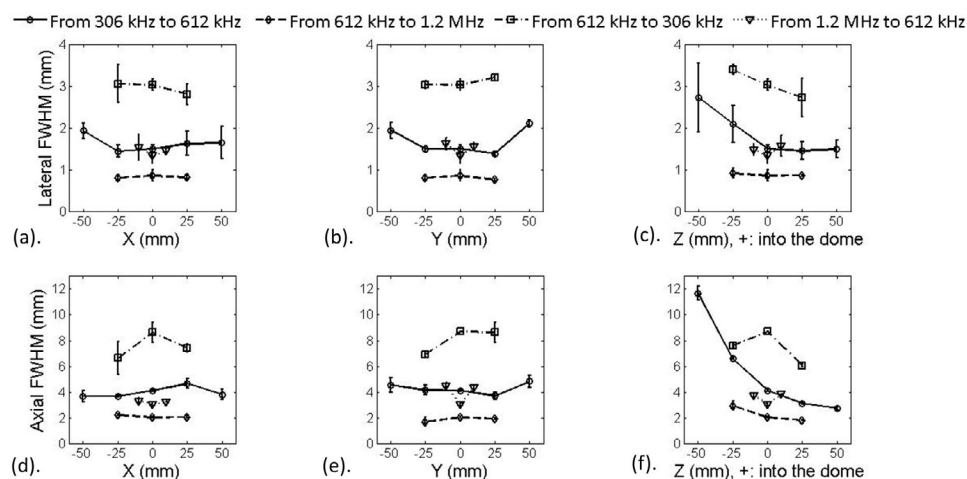 From 306 kHz to 612 kHz From 612 kHz to 1.2 MHz From 612 kHz to 306 kHz From 1.2 MHz to 612 kHz
Lateral FWHM (mm)
4
3
2
1
0
-50 -25 0 25 50
X (mm)
(a).
4
3
2
1
0
-50 -25 0 25 50
Y (mm)
(b).
4
3
2
1
0
-50 -25 0 25 50
Z (mm), +: into the dome
(c).
Axial FWHM (mm)
12
10
8
6
4
2
0
-50 -25 0 25 50
X (mm)
(d).
12
10
8
6
4
2
0
-50 -25 0 25 50
Y (mm)
(e).
12
10
8
6
4
2
0
-50 -25 0 25 50
Z (mm), +: into the dome
(f).